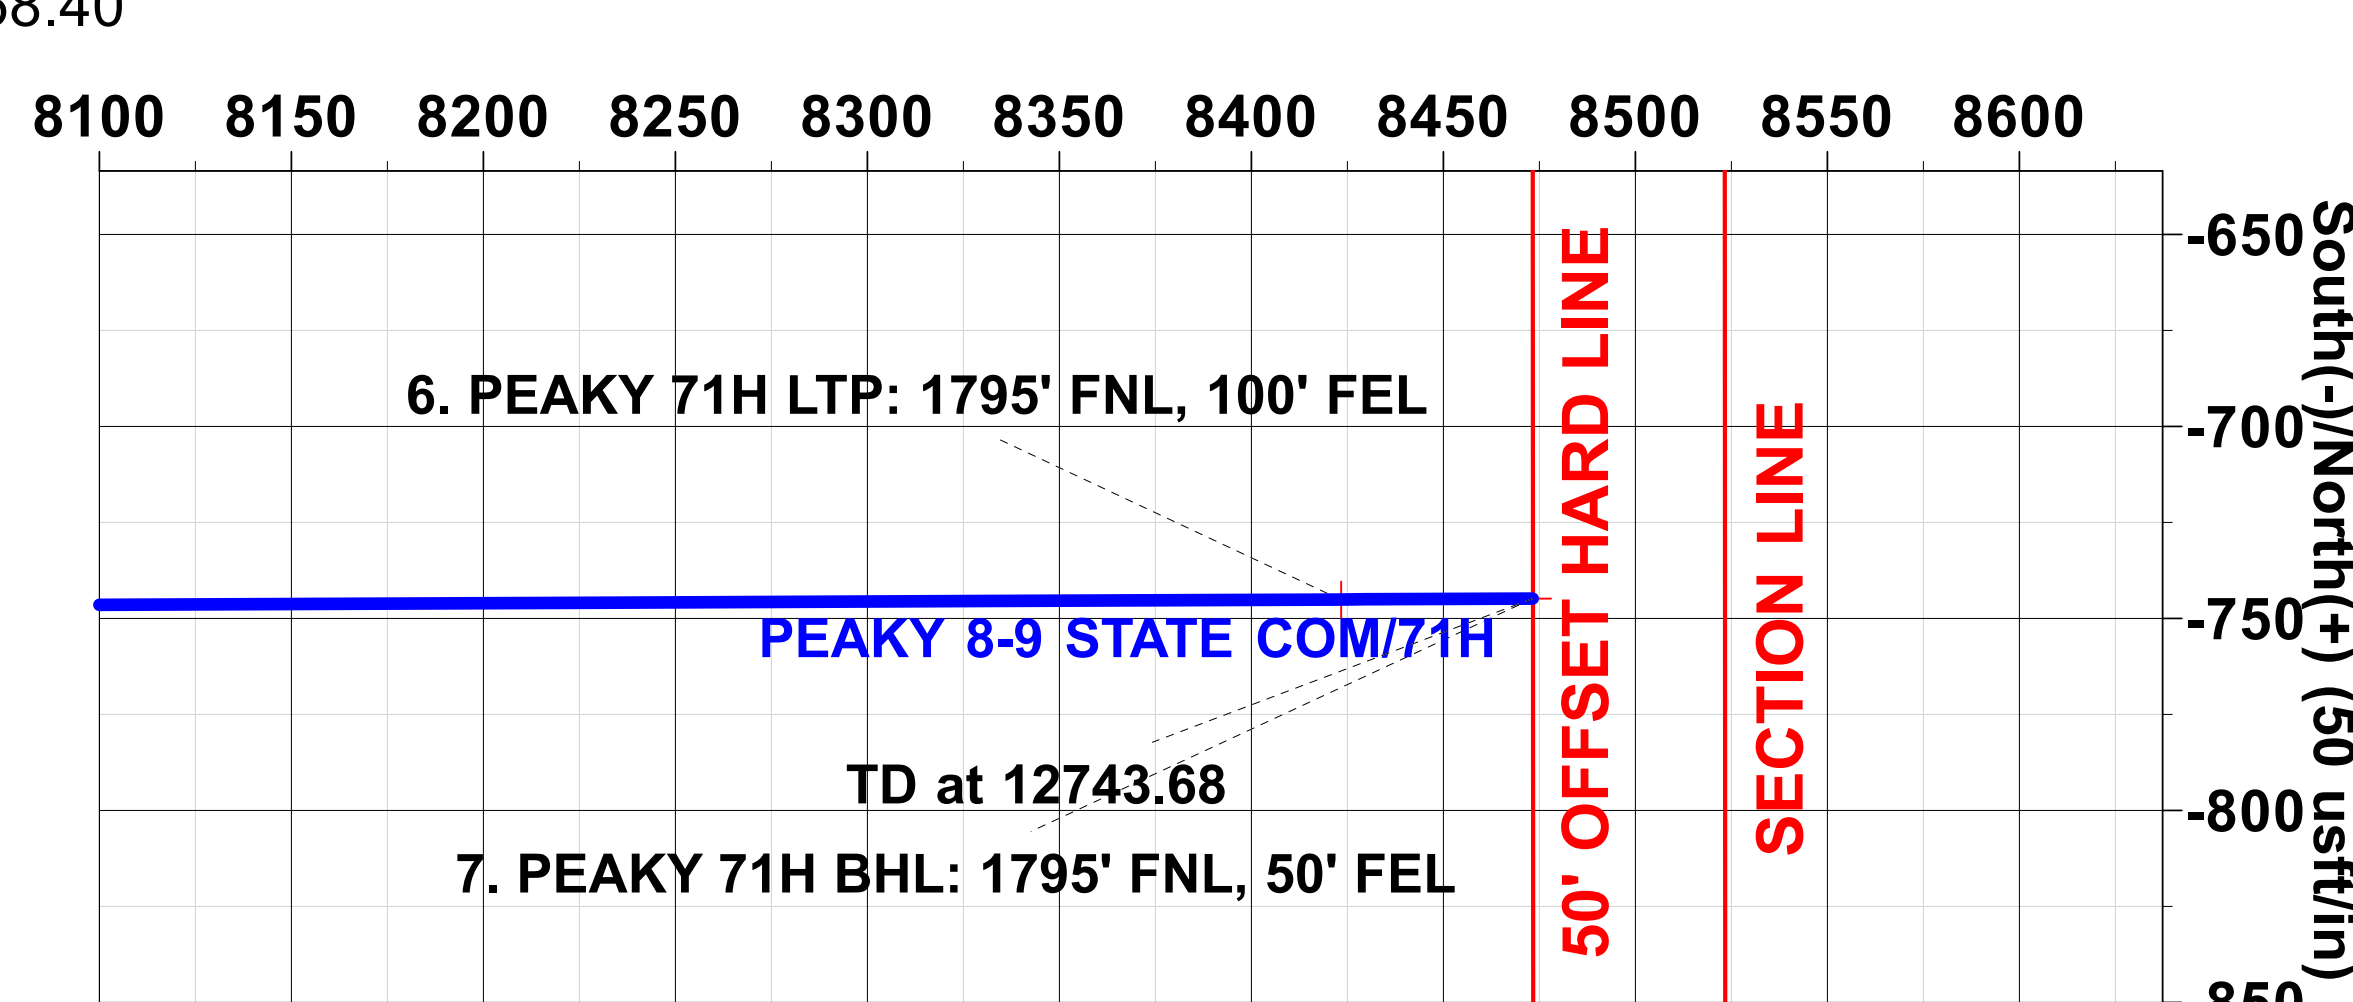 8100 8150 8200 8250 8300 8350 8400 8450 8500 8550 8600
-650
-700
-750
-800
South(-)/North(+) (50 usft/in)
6. PEAKY 71H LTP: 1795' FNL, 100' FEL
PEAKY 8-9 STATE COM/71H
TD at 12743.68
7. PEAKY 71H BHL: 1795' FNL, 50' FEL
50' OFFSET HARD LINE
SECTION LINE